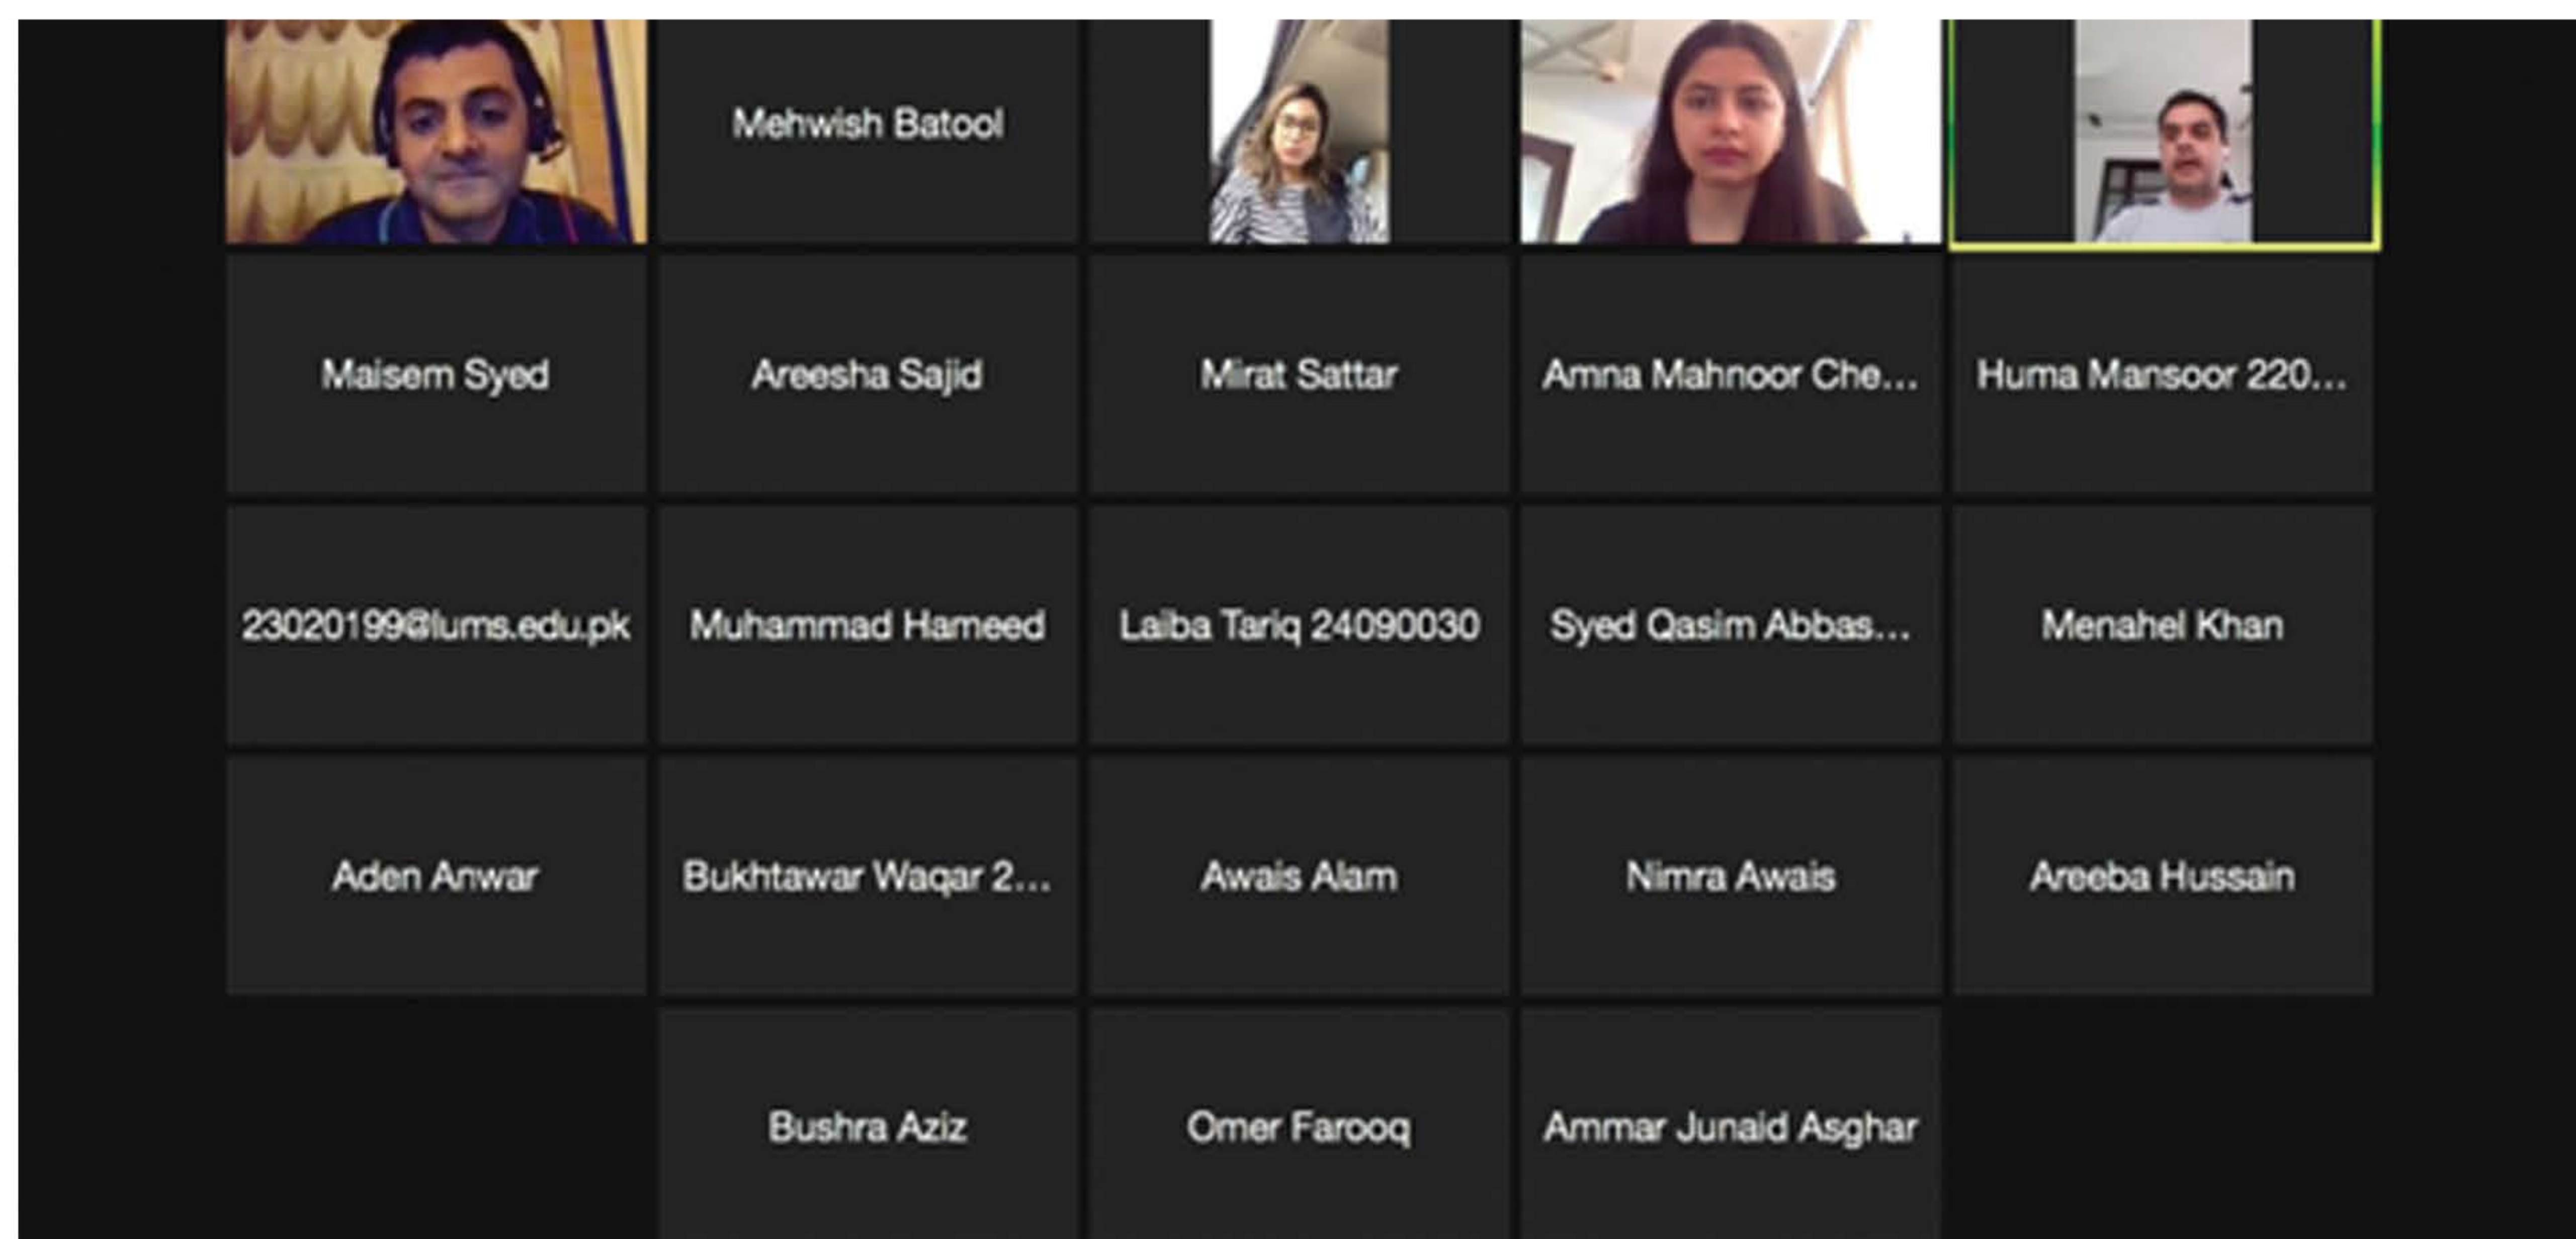 Mehwish Batool
Maisem Syed
Areesha Sajid
Mirat Sattar
Amna Mahnoor Che...
Huma Mansoor 220...
23020199@lums.edu.pk
Muhammad Hameed
Laiba Tariq 24090030
Syed Qasim Abbas...
Menahel Khan
Aden Anwar
Bukhtawar Waqar 2...
Awais Alam
Nimra Awais
Areeba Hussain
Bushra Aziz
Omer Farooq
Ammar Junaid Asghar